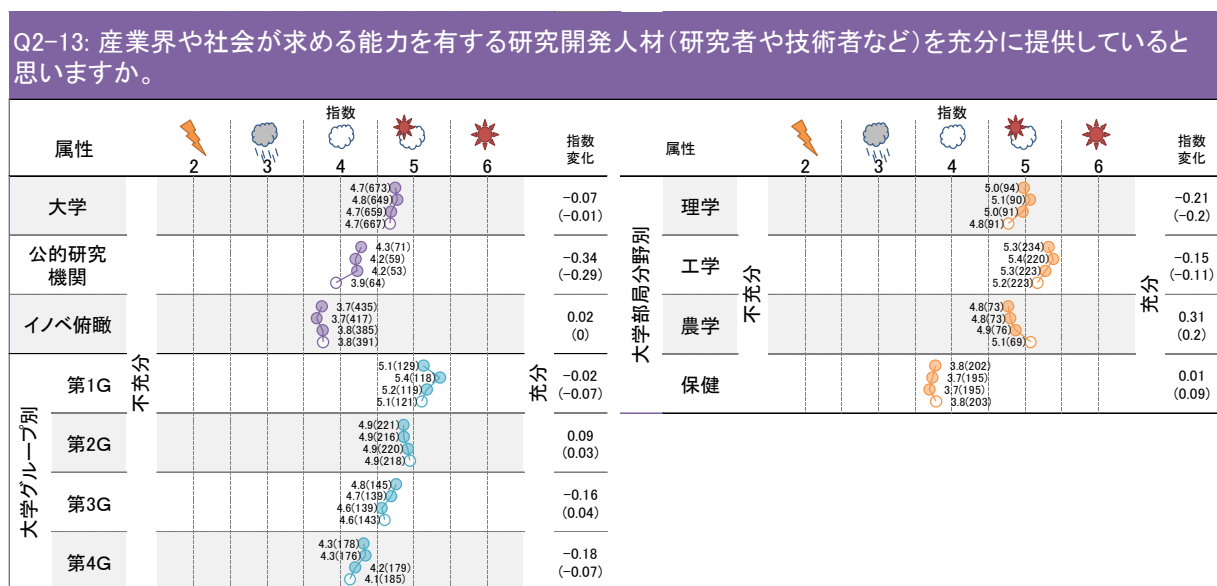 Q2-13: 産業界や社会が求める能力を有する研究開発人材(研究者や技術者など)を充分に提供していると
思いますか。
属性
指数
2 3 4 5 6
指数
変化
大学
4.7(673)
4.8(649)
4.7(659)
4.7(667)
-0.07
(-0.01)
公的研究
機関
4.3(71)
4.2(59)
4.2(53)
3.9(64)
-0.34
(-0.29)
イノベ俯瞰
3.7(435)
3.7(417)
3.8(385)
3.8(391)
0.02
(0)
不充分
充分
大学グループ別
第1G
5.1(129)
5.4(118)
5.2(119)
5.1(121)
-0.02
(-0.07)
第2G
4.9(221)
4.9(216)
4.9(220)
4.9(218)
0.09
(0.03)
第3G
4.8(145)
4.7(139)
4.6(139)
4.6(143)
-0.16
(0.04)
第4G
4.3(178)
4.3(176)
4.2(179)
4.1(185)
-0.18
(-0.07)
属性
指数
2 3 4 5 6
指数
変化
大学部局分野別
不充分
充分
理学
5.0(94)
5.1(90)
5.0(91)
4.8(91)
-0.21
(-0.2)
工学
5.3(234)
5.4(220)
5.3(223)
5.2(223)
-0.15
(-0.11)
農学
4.8(73)
4.8(73)
4.9(76)
5.1(69)
0.31
(0.2)
保健
3.8(202)
3.7(195)
3.7(195)
3.8(203)
0.01
(0.09)